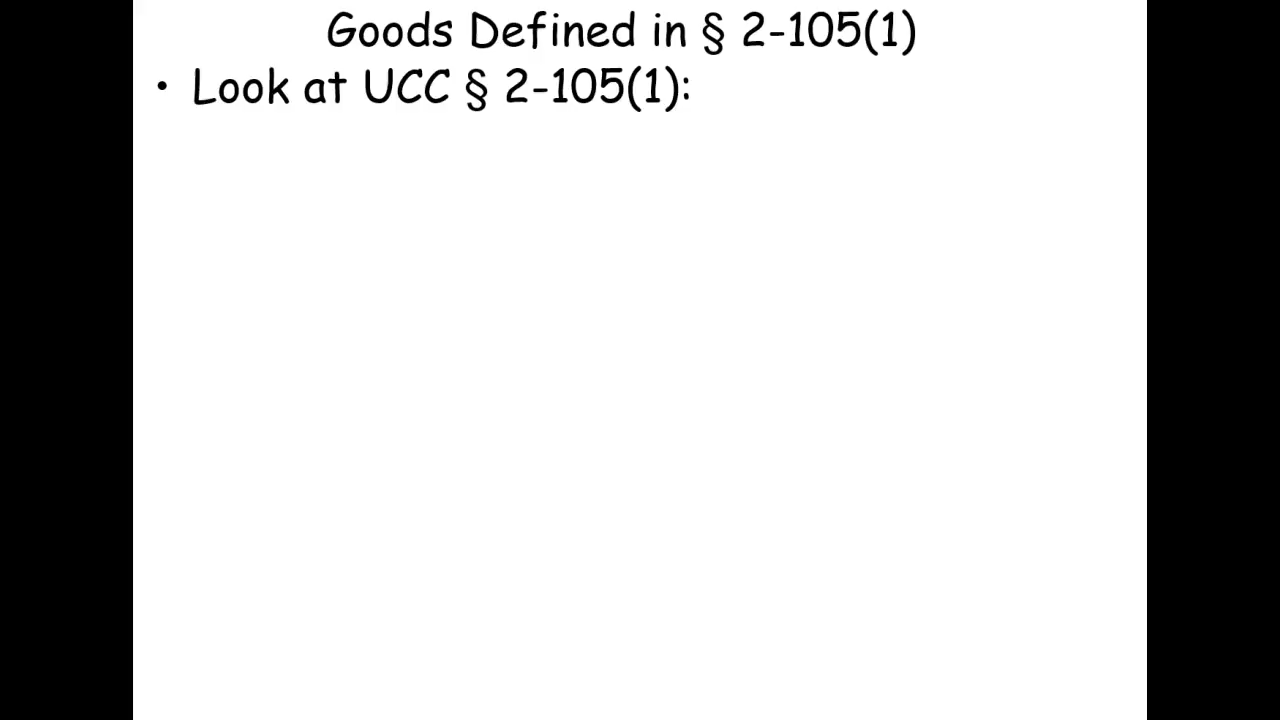 Goods Defined in § 2-105(1)
• Look at UCC § 2-105(1):